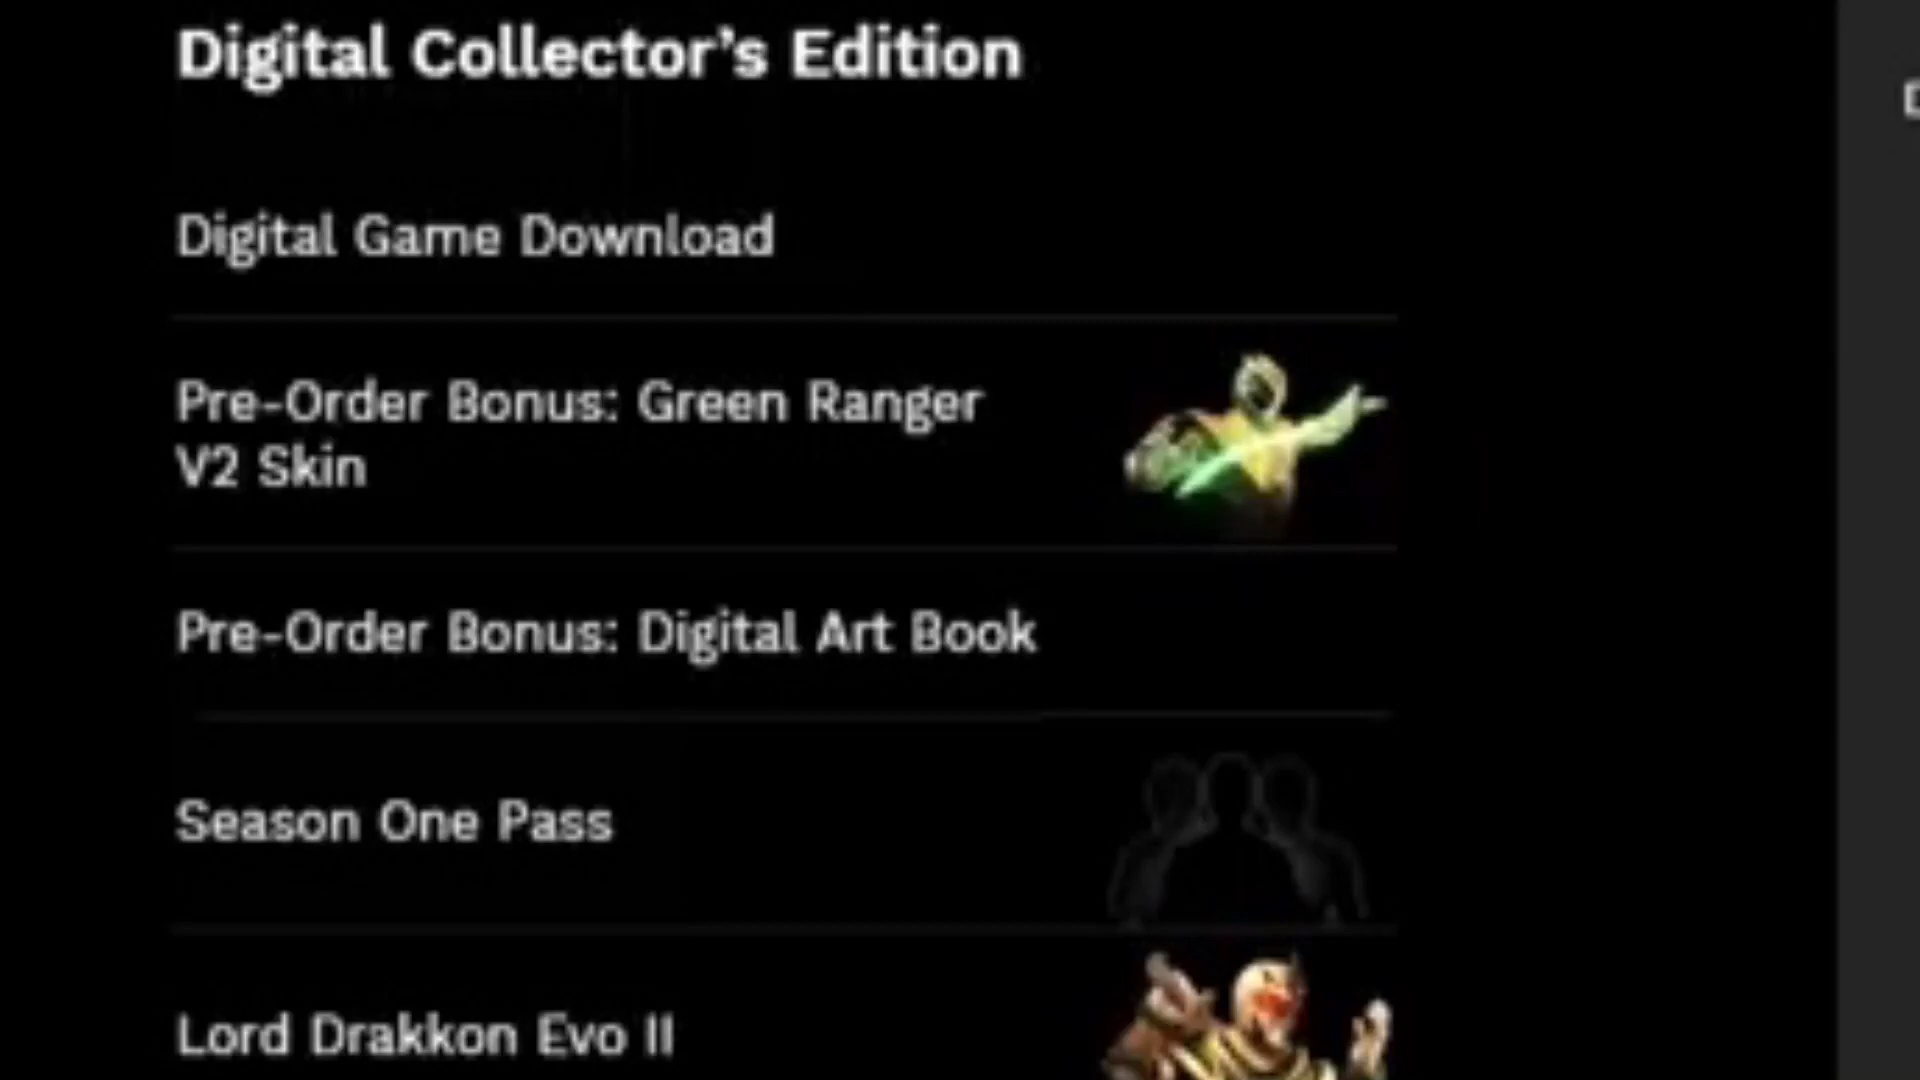 Digital Collector's Edition
Digital Game Download
Pre-Order Bonus: Green Ranger
V2 Skin
Pre-Order Bonus: Digital Art Book
Season One Pass
Lord Drakkon Evo II